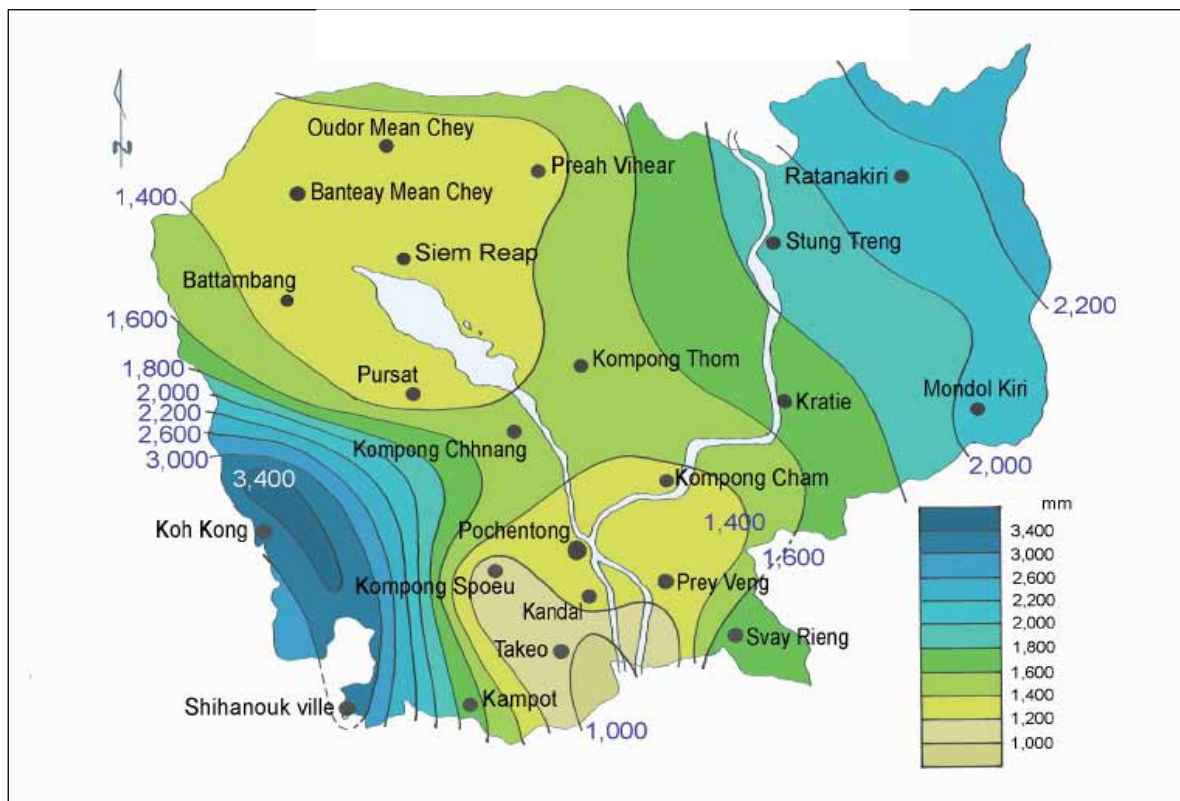 Oudor Mean Chey
Preah Vihear
Ratanakiri
Banteay Mean Chey
1,400
Stung Treng
Siem Reap
Battambang
2,200
1,600
Kompong Thom
1,800
Pursat
Mondol Kiri
2,000
Kratie
2,200
2,600
Kompong Chhnang
3,000
2,000
3,400
Kompong Cham
mm
3,400
1,400
Koh Kong
Pochentong
3,000
1,600
2,600
Kompong Spoeu
Prey Veng
2,200
Kandal
2,000
Svay Rieng
1,800
Takeo
1,600
1,400
Shihanouk ville
Kampot
1,200
1,000
1,000
N